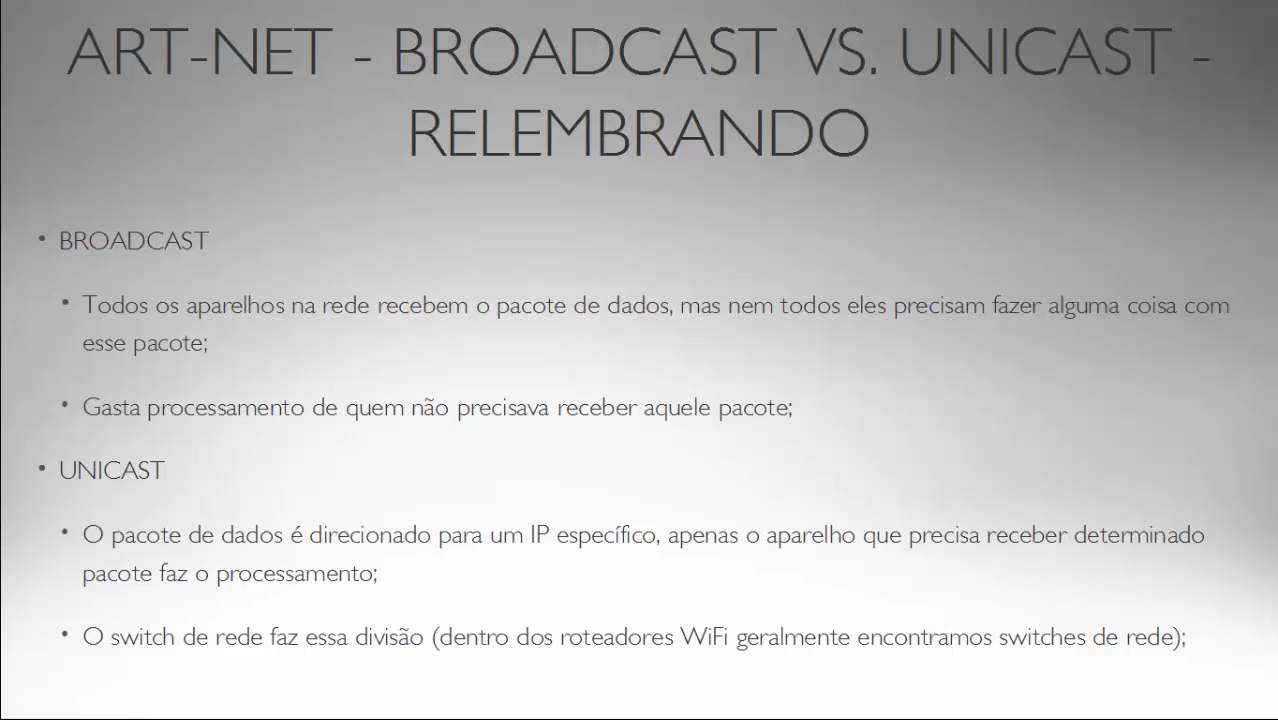 ART-NET - BROADCAST VS. UNICAST -
RELEMBRANDO
• BROADCAST
• Todos os aparelhos na rede recebem o pacote de dados, mas nem todos eles precisam fazer alguma coisa com
esse pacote;
• Gasta processamento de quem não precisava receber aquele pacote;
• UNICAST
• O pacote de dados é direcionado para um IP específico, apenas o aparelho que precisa receber determinado
pacote faz o processamento;
• O switch de rede faz essa divisão (dentro dos roteadores WiFi geralmente encontramos switches de rede);